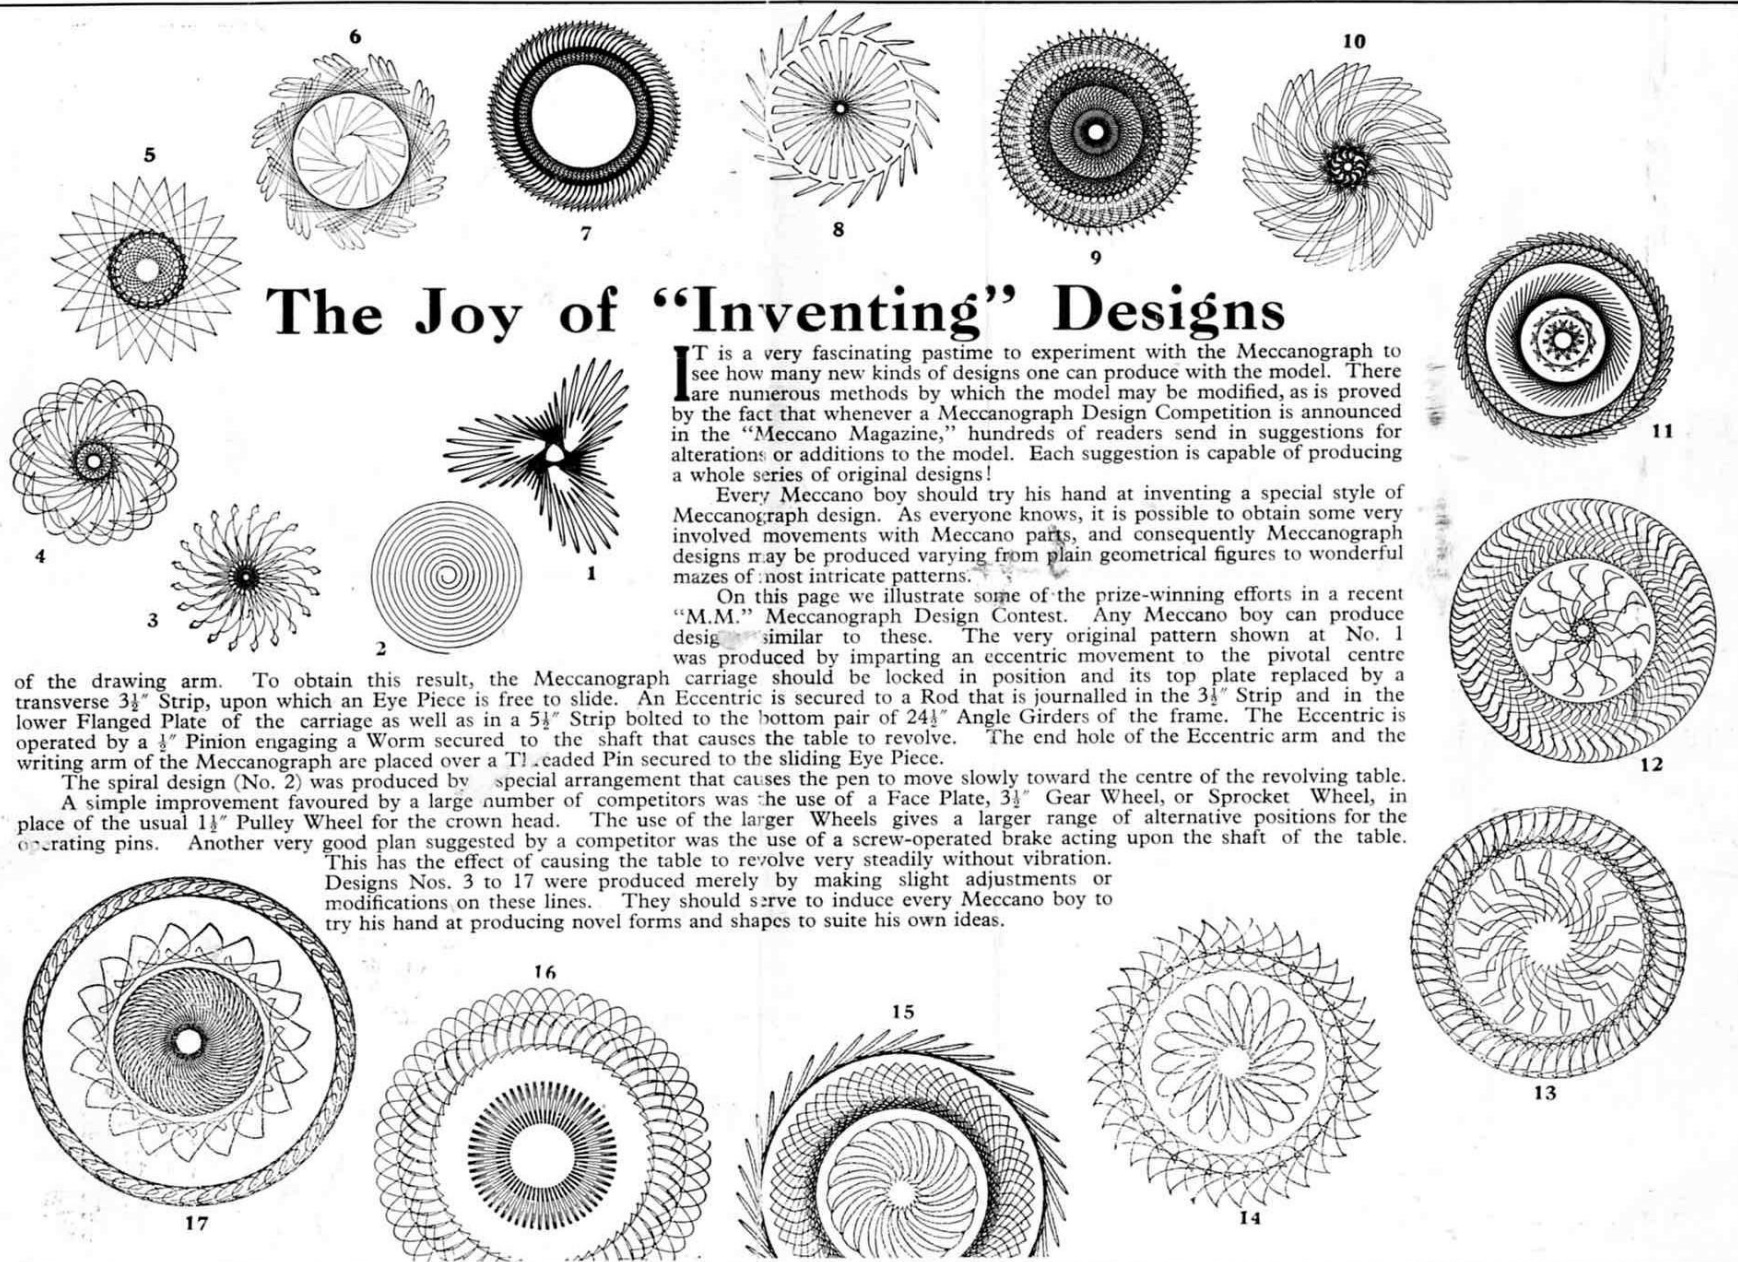 6
10
5
7
8
9
The Joy of “Inventing” Designs
11
IT is a very fascinating pastime to experiment with the Meccanograph to
see how many new kinds of designs one can produce with the model. There
are numerous methods by which the model may be modified, as is proved
by the fact that whenever a Meccanograph Design Competition is announced
in the “Meccano Magazine,” hundreds of readers send in suggestions for
alterations or additions to the model. Each suggestion is capable of producing
a whole series of original designs!
Every Meccano boy should try his hand at inventing a special style of
Meccanograph design. As everyone knows, it is possible to obtain some very
involved movements with Meccano parts, and consequently Meccanograph
designs may be produced varying from plain geometrical figures to wonderful
mazes of most intricate patterns.
4
1
3
2
On this page we illustrate some of the prize-winning efforts in a recent
“M.M.” Meccanograph Design Contest. Any Meccano boy can produce
similar to these. The very original pattern shown at No. 1
was produced by imparting an eccentric movement to the pivotal centre
of the drawing arm. To obtain this result, the Meccanograph carriage should be locked in position and its top plate replaced by a
transverse 3½″ Strip, upon which an Eye Piece is free to slide. An Eccentric is secured to a Rod that is journalled in the 3½″ Strip and in the
lower Flanged Plate of the carriage as well as in a 5½″ Strip bolted to the bottom pair of 24½″ Angle Girders of the frame. The Eccentric is
operated by a ½″ Pinion engaging a Worm secured to the shaft that causes the table to revolve. The end hole of the Eccentric arm and the
writing arm of the Meccanograph are placed over a Threaded Pin secured to the sliding Eye Piece.
The spiral design (No. 2) was produced by special arrangement that causes the pen to move slowly toward the centre of the revolving table.
A simple improvement favoured by a large number of competitors was the use of a Face Plate, 3½″ Gear Wheel, or Sprocket Wheel, in
place of the usual 1½″ Pulley Wheel for the crown head. The use of the larger Wheels gives a larger range of alternative positions for the
operating pins. Another very good plan suggested by a competitor was the use of a screw-operated brake acting upon the shaft of the table.
This has the effect of causing the table to revolve very steadily without vibration.
Designs Nos. 3 to 17 were produced merely by making slight adjustments or
modifications on these lines. They should serve to induce every Meccano boy to
try his hand at producing novel forms and shapes to suite his own ideas.
12
16
15
13
14
17